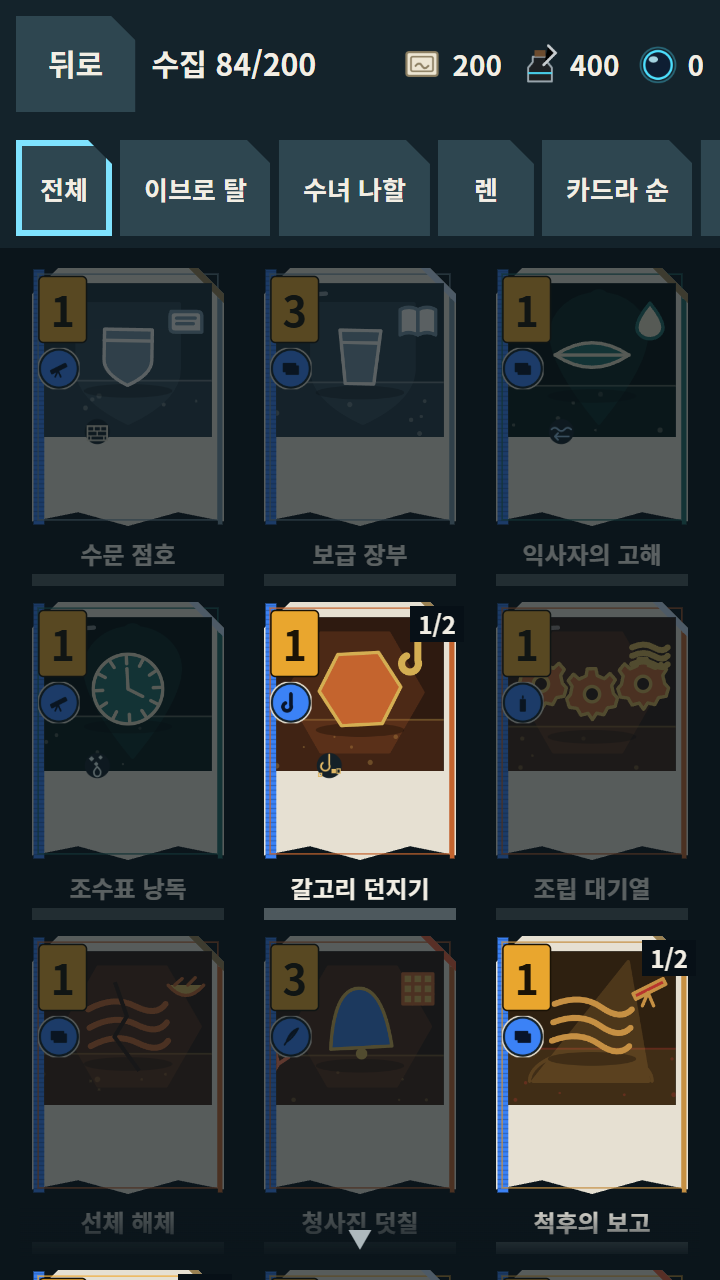 뒤로
수집 84/200
200
400
0
전체
이브로 탈
수녀 나할
렌
카드라 순
1
3
1
수문 점호
보급 장부
익사자의 고해
1
1
1/2
1
조수표 낭독
갈고리 던지기
조립 대기열
1
3
1
1/2
선체 해체
청사진 덧칠
척후의 보고